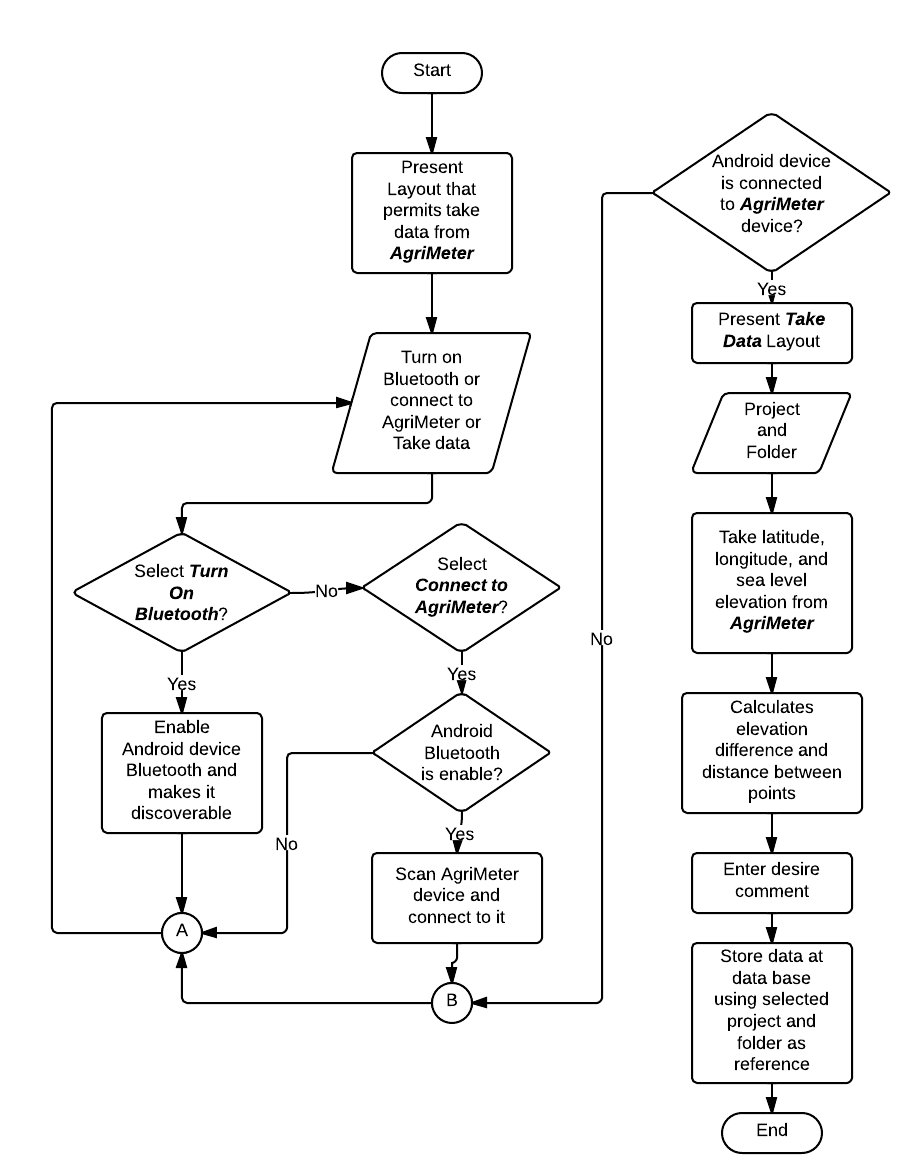 Start
Present
Layout that
permits take
data from
AgriMeter
Turn on
Bluetooth or
connect to
AgriMeter or
Take data
Select Turn
On
Bluetooth?
No
Select
Connect to
AgriMeter?
Yes
Enable
Android device
Bluetooth and
makes it
discoverable
Yes
Android
Bluetooth
is enable?
No
Yes
Scan AgriMeter
device and
connect to it
A
B
Android device
is connected
to AgriMeter
device?
No
Yes
Present Take
Data Layout
Project
and
Folder
Take latitude,
longitude, and
sea level
elevation from
AgriMeter
Calculates
elevation
difference and
distance between
points
Enter desire
comment
Store data at
data base
using selected
project and
folder as
reference
End